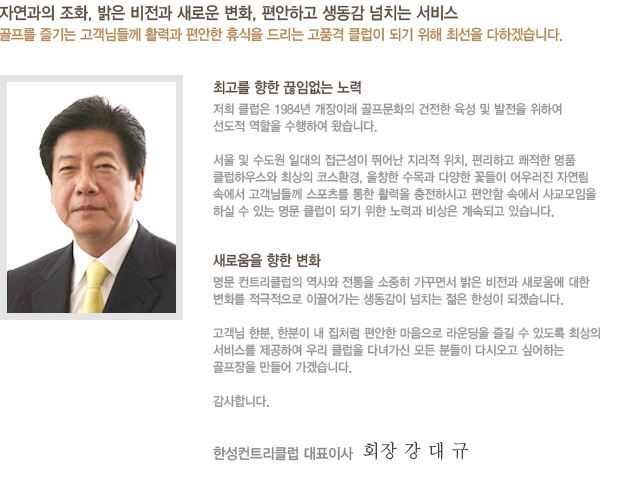 자연과의 조화, 밝은 비전과 새로운 변화, 편안하고 생동감 넘치는 서비스
골프를 즐기는 고객님들께 활력과 편안한 휴식을 드리는 고품격 클럽이 되기 위해 최선을 다하겠습니다.
최고를 향한 끊임없는 노력
저희 클럽은 1984년 개장이래 골프문화의 건전한 육성 및 발전을 위하여
선도적 역할을 수행하여 왔습니다.
서울 및 수도원 일대의 접근성이 뛰어난 지리적 위치, 편리하고 쾌적한 명품
클럽하우스와 최상의 코스환경, 울창한 수목과 다양한 꽃들이 어우러진 자연림
속에서 고객님들께 스포츠를 통한 활력을 충전하시고 편안함 속에서 사교모임을
하실 수 있는 명문 클럽이 되기 위한 노력과 비상은 계속되고 있습니다.
새로움을 향한 변화
명문 컨트리클럽의 역사와 전통을 소중히 가꾸면서 밝은 비전과 새로움에 대한
변화를 적극적으로 이끌어가는 생동감이 넘치는 젊은 한성이 되겠습니다.
고객님 한분, 한분이 내 집처럼 편안한 마음으로 라운딩을 즐길 수 있도록 최상의
서비스를 제공하여 우리 클럽을 다녀가신 모든 분들이 다시오고 싶어하는
골프장을 만들어 가겠습니다.
감사합니다.
한성컨트리클럽 대표이사 회장 강 대 규